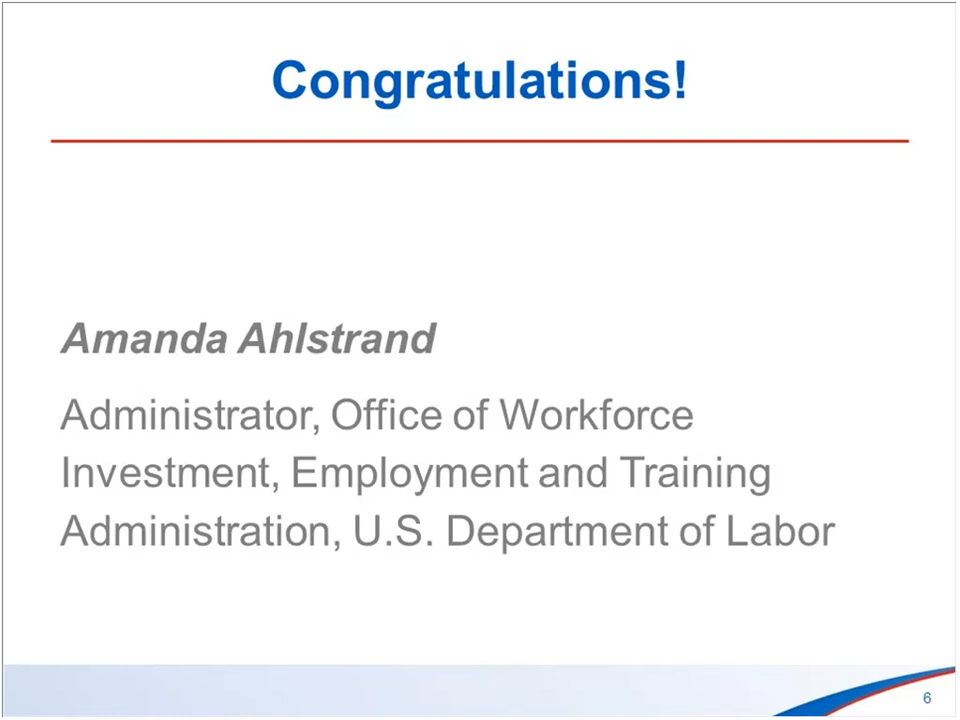 Congratulations!
Amanda Ahlstrand
Administrator, Office of Workforce
Investment, Employment and Training
Administration, U.S. Department of Labor
6